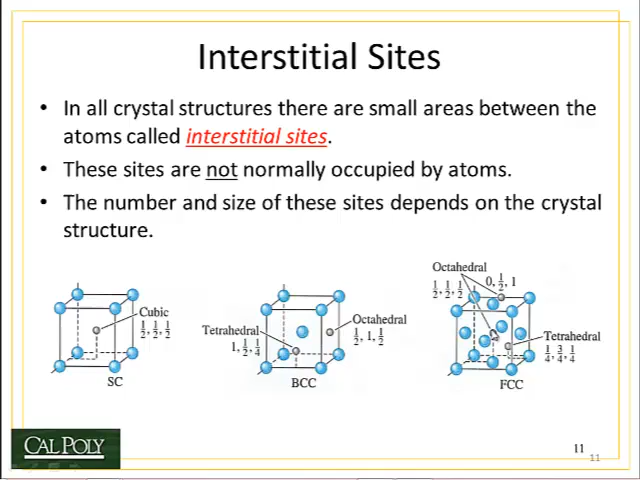 Interstitial Sites
• In all crystal structures there are small areas between the
atoms called interstitial sites.
• These sites are not normally occupied by atoms.
• The number and size of these sites depends on the crystal
structure.
Cubic
1/2, 1/2, 1/2
SC
Tetrahedral
1, 1/2, 1/4
Octahedral
1/2, 1, 1/2
BCC
Octahedral
1/2, 1/2, 1/2
0, 1/2, 1
Tetrahedral
1/4, 3/4, 1/4
FCC
CAL POLY
11
11